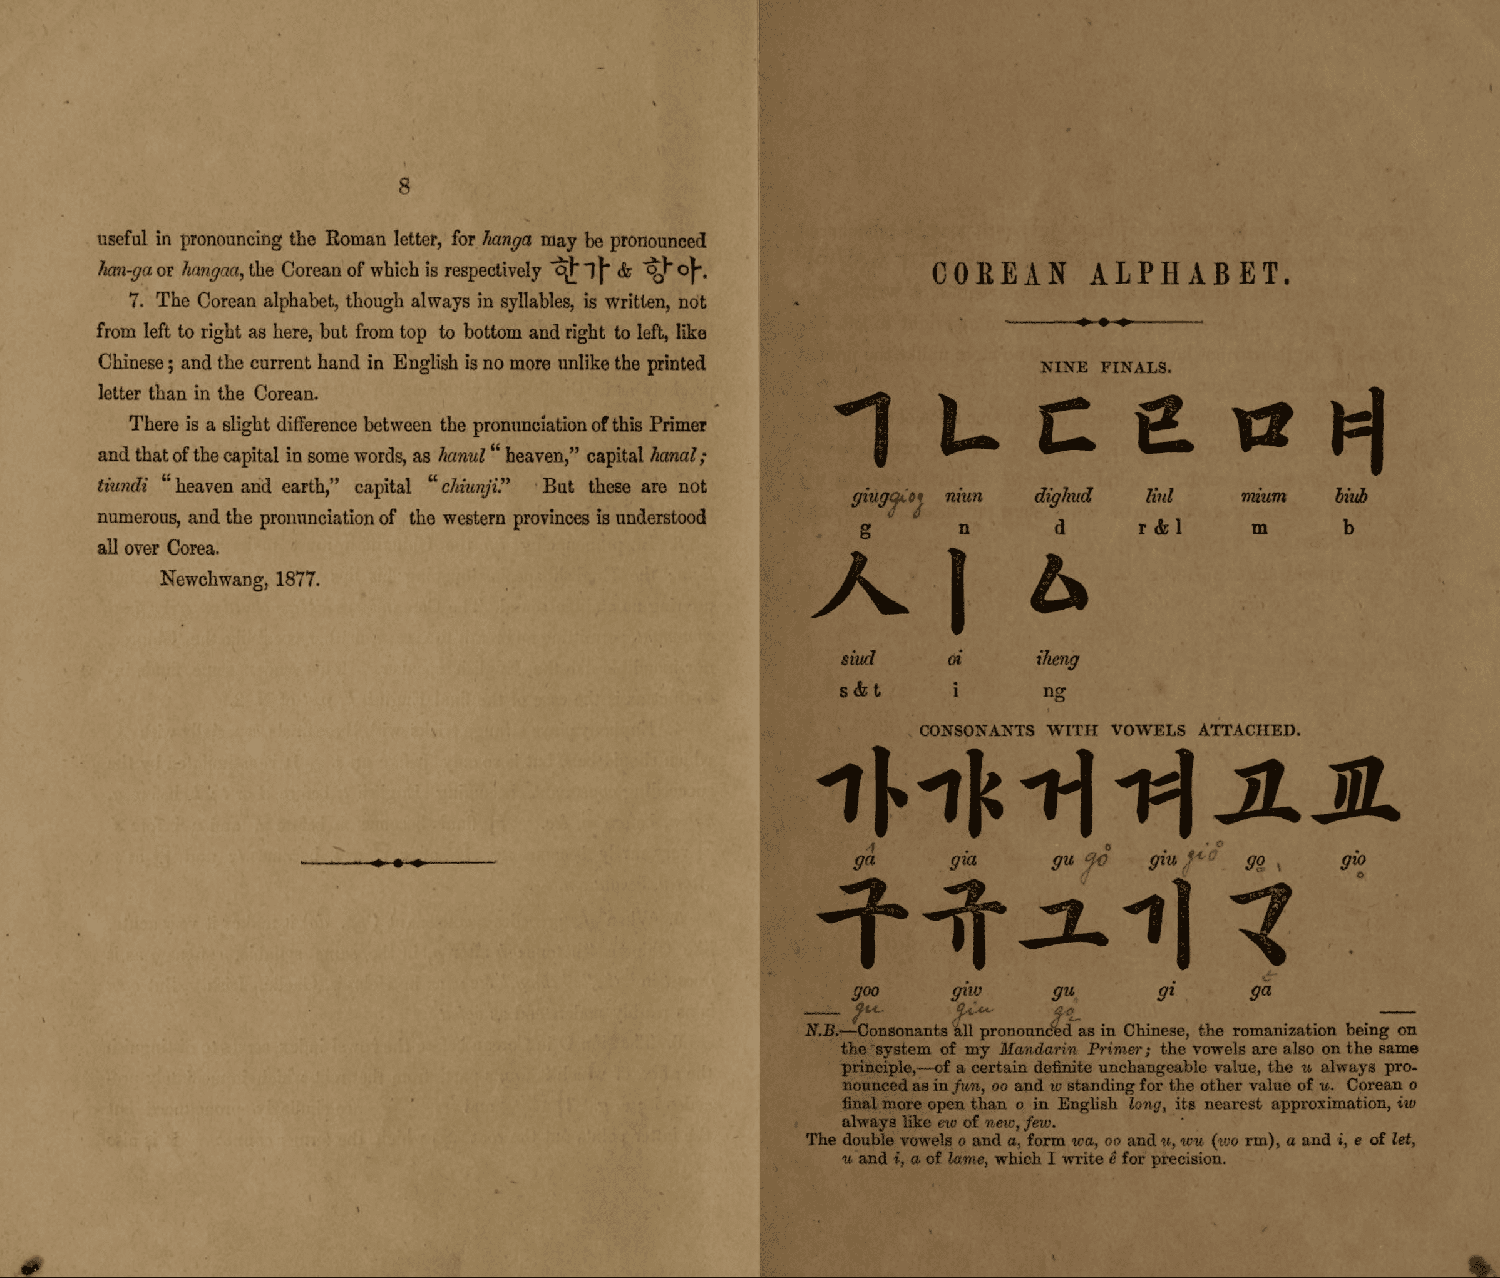 8
useful in pronouncing the Roman letter, for hanga may be pronounced
han-ga or hangaa, the Corean of which is respectively 한가 & 항아.
7. The Corean alphabet, though always in syllables, is written, not
from left to right as here, but from top to bottom and right to left, like
Chinese; and the current hand in English is no more unlike the printed
letter than in the Corean.
There is a slight difference between the pronunciation of this Primer
and that of the capital in some words, as hanul “heaven,” capital hanal;
tiundi “heaven and earth,” capital “chiunji.” But these are not
numerous, and the pronunciation of the western provinces is understood
all over Corea.
Newchwang, 1877.
COREAN ALPHABET.
NINE FINALS.
ㄱ ㄴ ㄷ ㄹ ㅁ ㅂ
giug niun dighud liul mium biub
g n d r & l m b
ㅅ ㅣ ㆁ
siud oi iheng
s & t i ng
CONSONANTS WITH VOWELS ATTACHED.
가 갸 거 겨 고 교
gâ gia gu gŏ giu giŏ go gio
구 규 그 기 ᄀᆞ
goo giw gu gi gă
gu giu go
N.B.—Consonants all pronounced as in Chinese, the romanization being on
the system of my Mandarin Primer; the vowels are also on the same
principle,—of a certain definite unchangeable value, the u always pro-
nounced as in fun, oo and w standing for the other value of u. Corean o
final more open than o in English long, its nearest approximation, iw
always like ew of new, few.
The double vowels o and a, form wa, oo and u, wu (wo rm), a and i, e of let,
u and i, a of lame, which I write ê for precision.